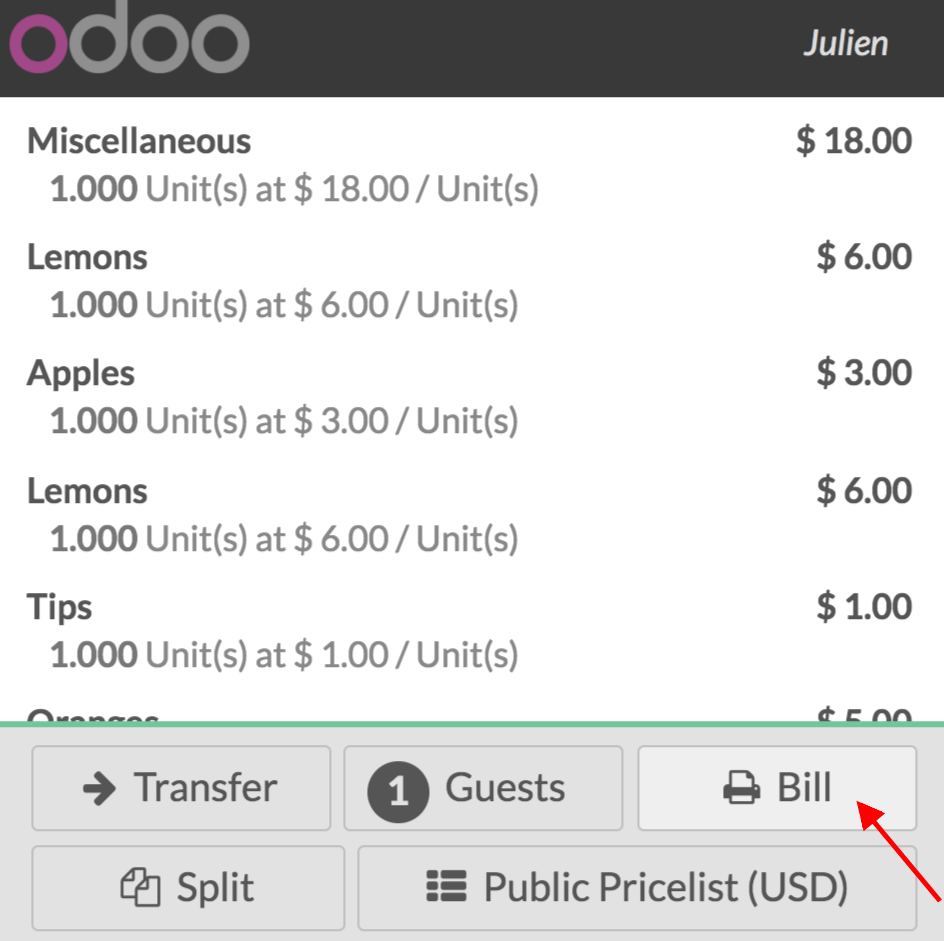 odoo
Julien
Miscellaneous $ 18.00
1.000 Unit(s) at $ 18.00 / Unit(s)
Lemons $ 6.00
1.000 Unit(s) at $ 6.00 / Unit(s)
Apples $ 3.00
1.000 Unit(s) at $ 3.00 / Unit(s)
Lemons $ 6.00
1.000 Unit(s) at $ 6.00 / Unit(s)
Tips $ 1.00
1.000 Unit(s) at $ 1.00 / Unit(s)
Oranges $ 5.00
Transfer
1 Guests
Bill
Split
Public Pricelist (USD)